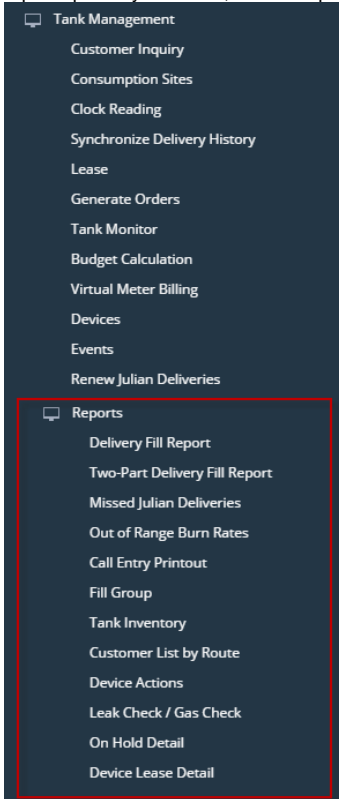 Tank Management
Customer Inquiry
Consumption Sites
Clock Reading
Synchronize Delivery History
Lease
Generate Orders
Tank Monitor
Budget Calculation
Virtual Meter Billing
Devices
Events
Renew Julian Deliveries
Reports
Delivery Fill Report
Two-Part Delivery Fill Report
Missed Julian Deliveries
Out of Range Burn Rates
Call Entry Printout
Fill Group
Tank Inventory
Customer List by Route
Device Actions
Leak Check / Gas Check
On Hold Detail
Device Lease Detail